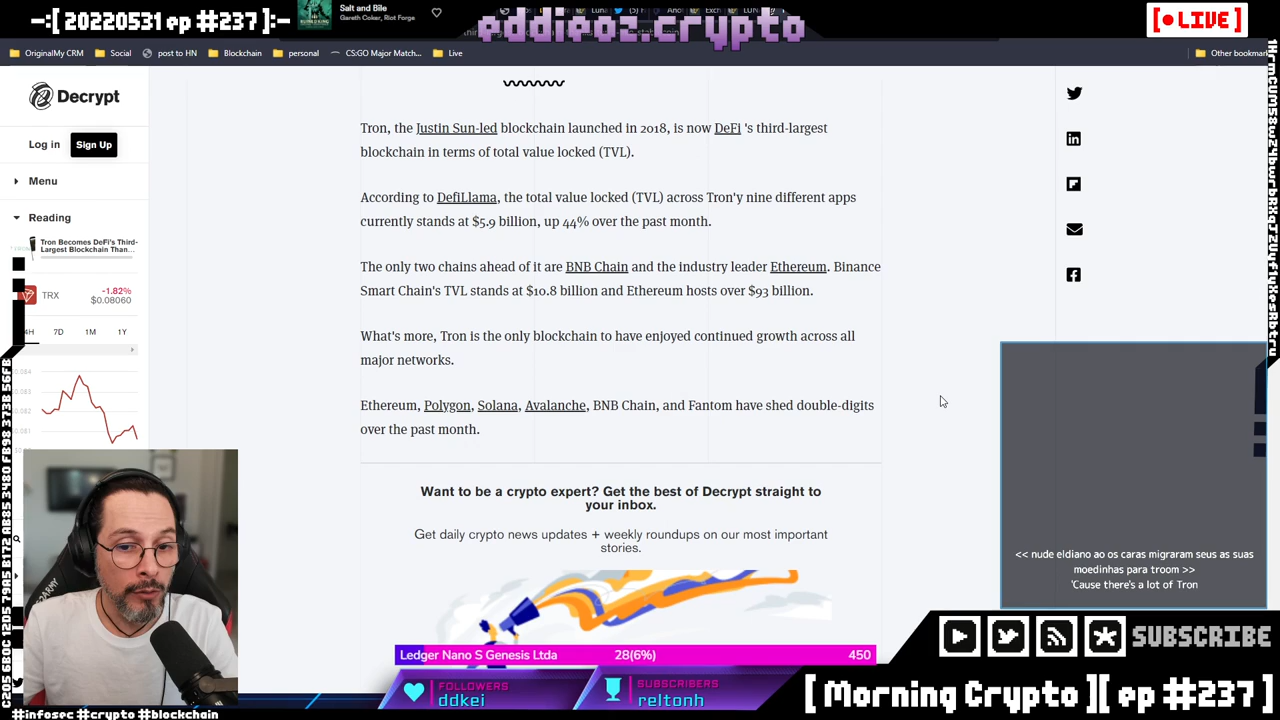 -:[ 20220531 ep #237 ]:-
Salt and Bile
Gareth Coker, Riot Forge
eddieoz.crypto
[● LIVE]
OriginalMy CRM
Social
post to HN
Blockchain
personal
CS:GO Major Match...
Live
Other bookmar
Decrypt
Log in
Sign Up
Menu
Reading
Tron Becomes DeFi's Third-
Largest Blockchain Than...
TRX
-1.82%
$0.08060
7D
1M
1Y
Tron, the Justin Sun-led blockchain launched in 2018, is now DeFi 's third-largest
blockchain in terms of total value locked (TVL).
According to DefiLlama, the total value locked (TVL) across Tron'y nine different apps
currently stands at $5.9 billion, up 44% over the past month.
The only two chains ahead of it are BNB Chain and the industry leader Ethereum. Binance
Smart Chain's TVL stands at $10.8 billion and Ethereum hosts over $93 billion.
What's more, Tron is the only blockchain to have enjoyed continued growth across all
major networks.
Ethereum, Polygon, Solana, Avalanche, BNB Chain, and Fantom have shed double-digits
over the past month.
Want to be a crypto expert? Get the best of Decrypt straight to
your inbox.
Get daily crypto news updates + weekly roundups on our most important
stories.
<< nude eldiano ao os caras migraram seus as suas
moedinhas para troom >>
'Cause there's a lot of Tron
Ledger Nano S Genesis Ltda
28(6%)
450
FOLLOWERS
ddkei
SUBSCRIBERS
reltonh
SUBSCRIBE
[ Morning Crypto ][ ep #237 ]
#infosec #crypto #blockchain